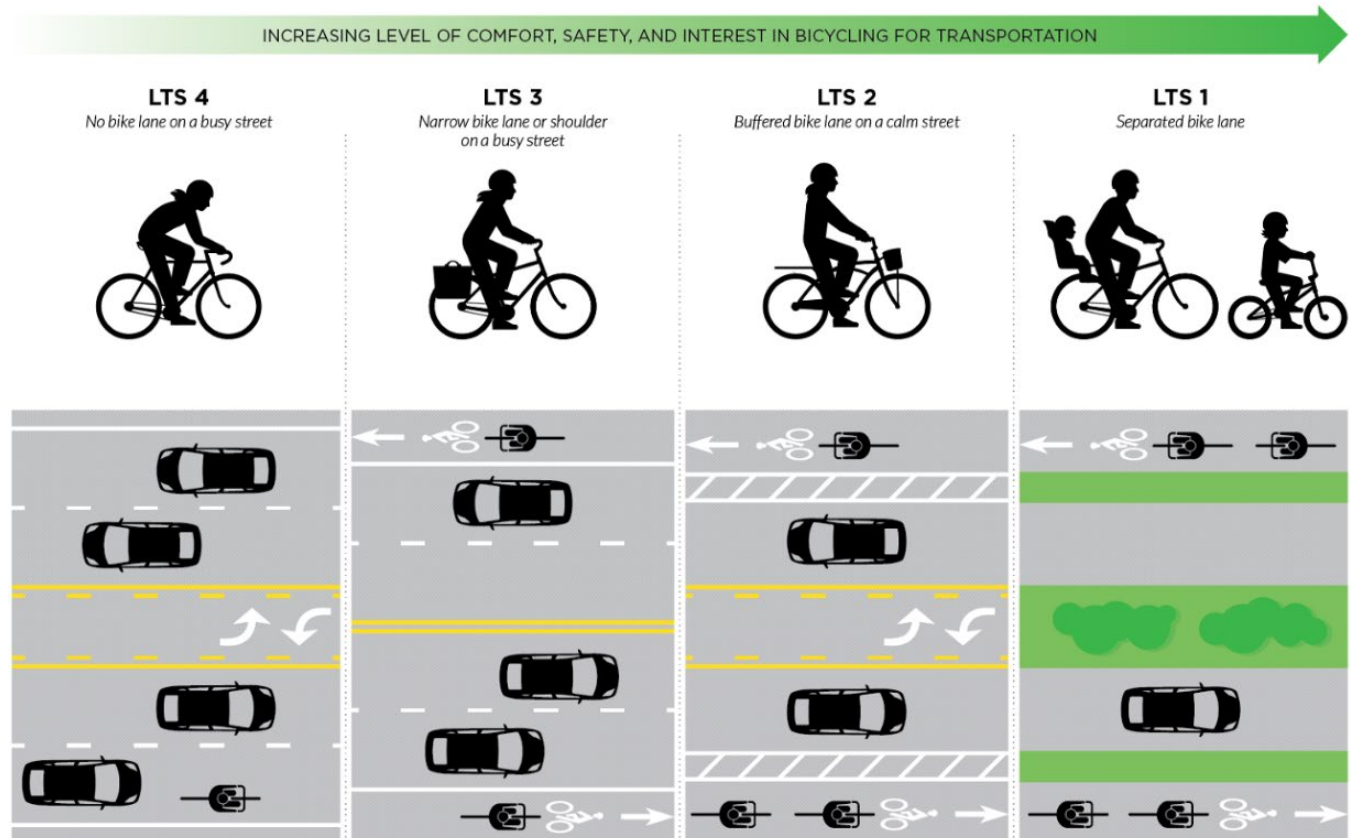 INCREASING LEVEL OF COMFORT, SAFETY, AND INTEREST IN BICYCLING FOR TRANSPORTATION
LTS 4
No bike lane on a busy street
LTS 3
Narrow bike lane or shoulder
on a busy street
LTS 2
Buffered bike lane on a calm street
LTS 1
Separated bike lane